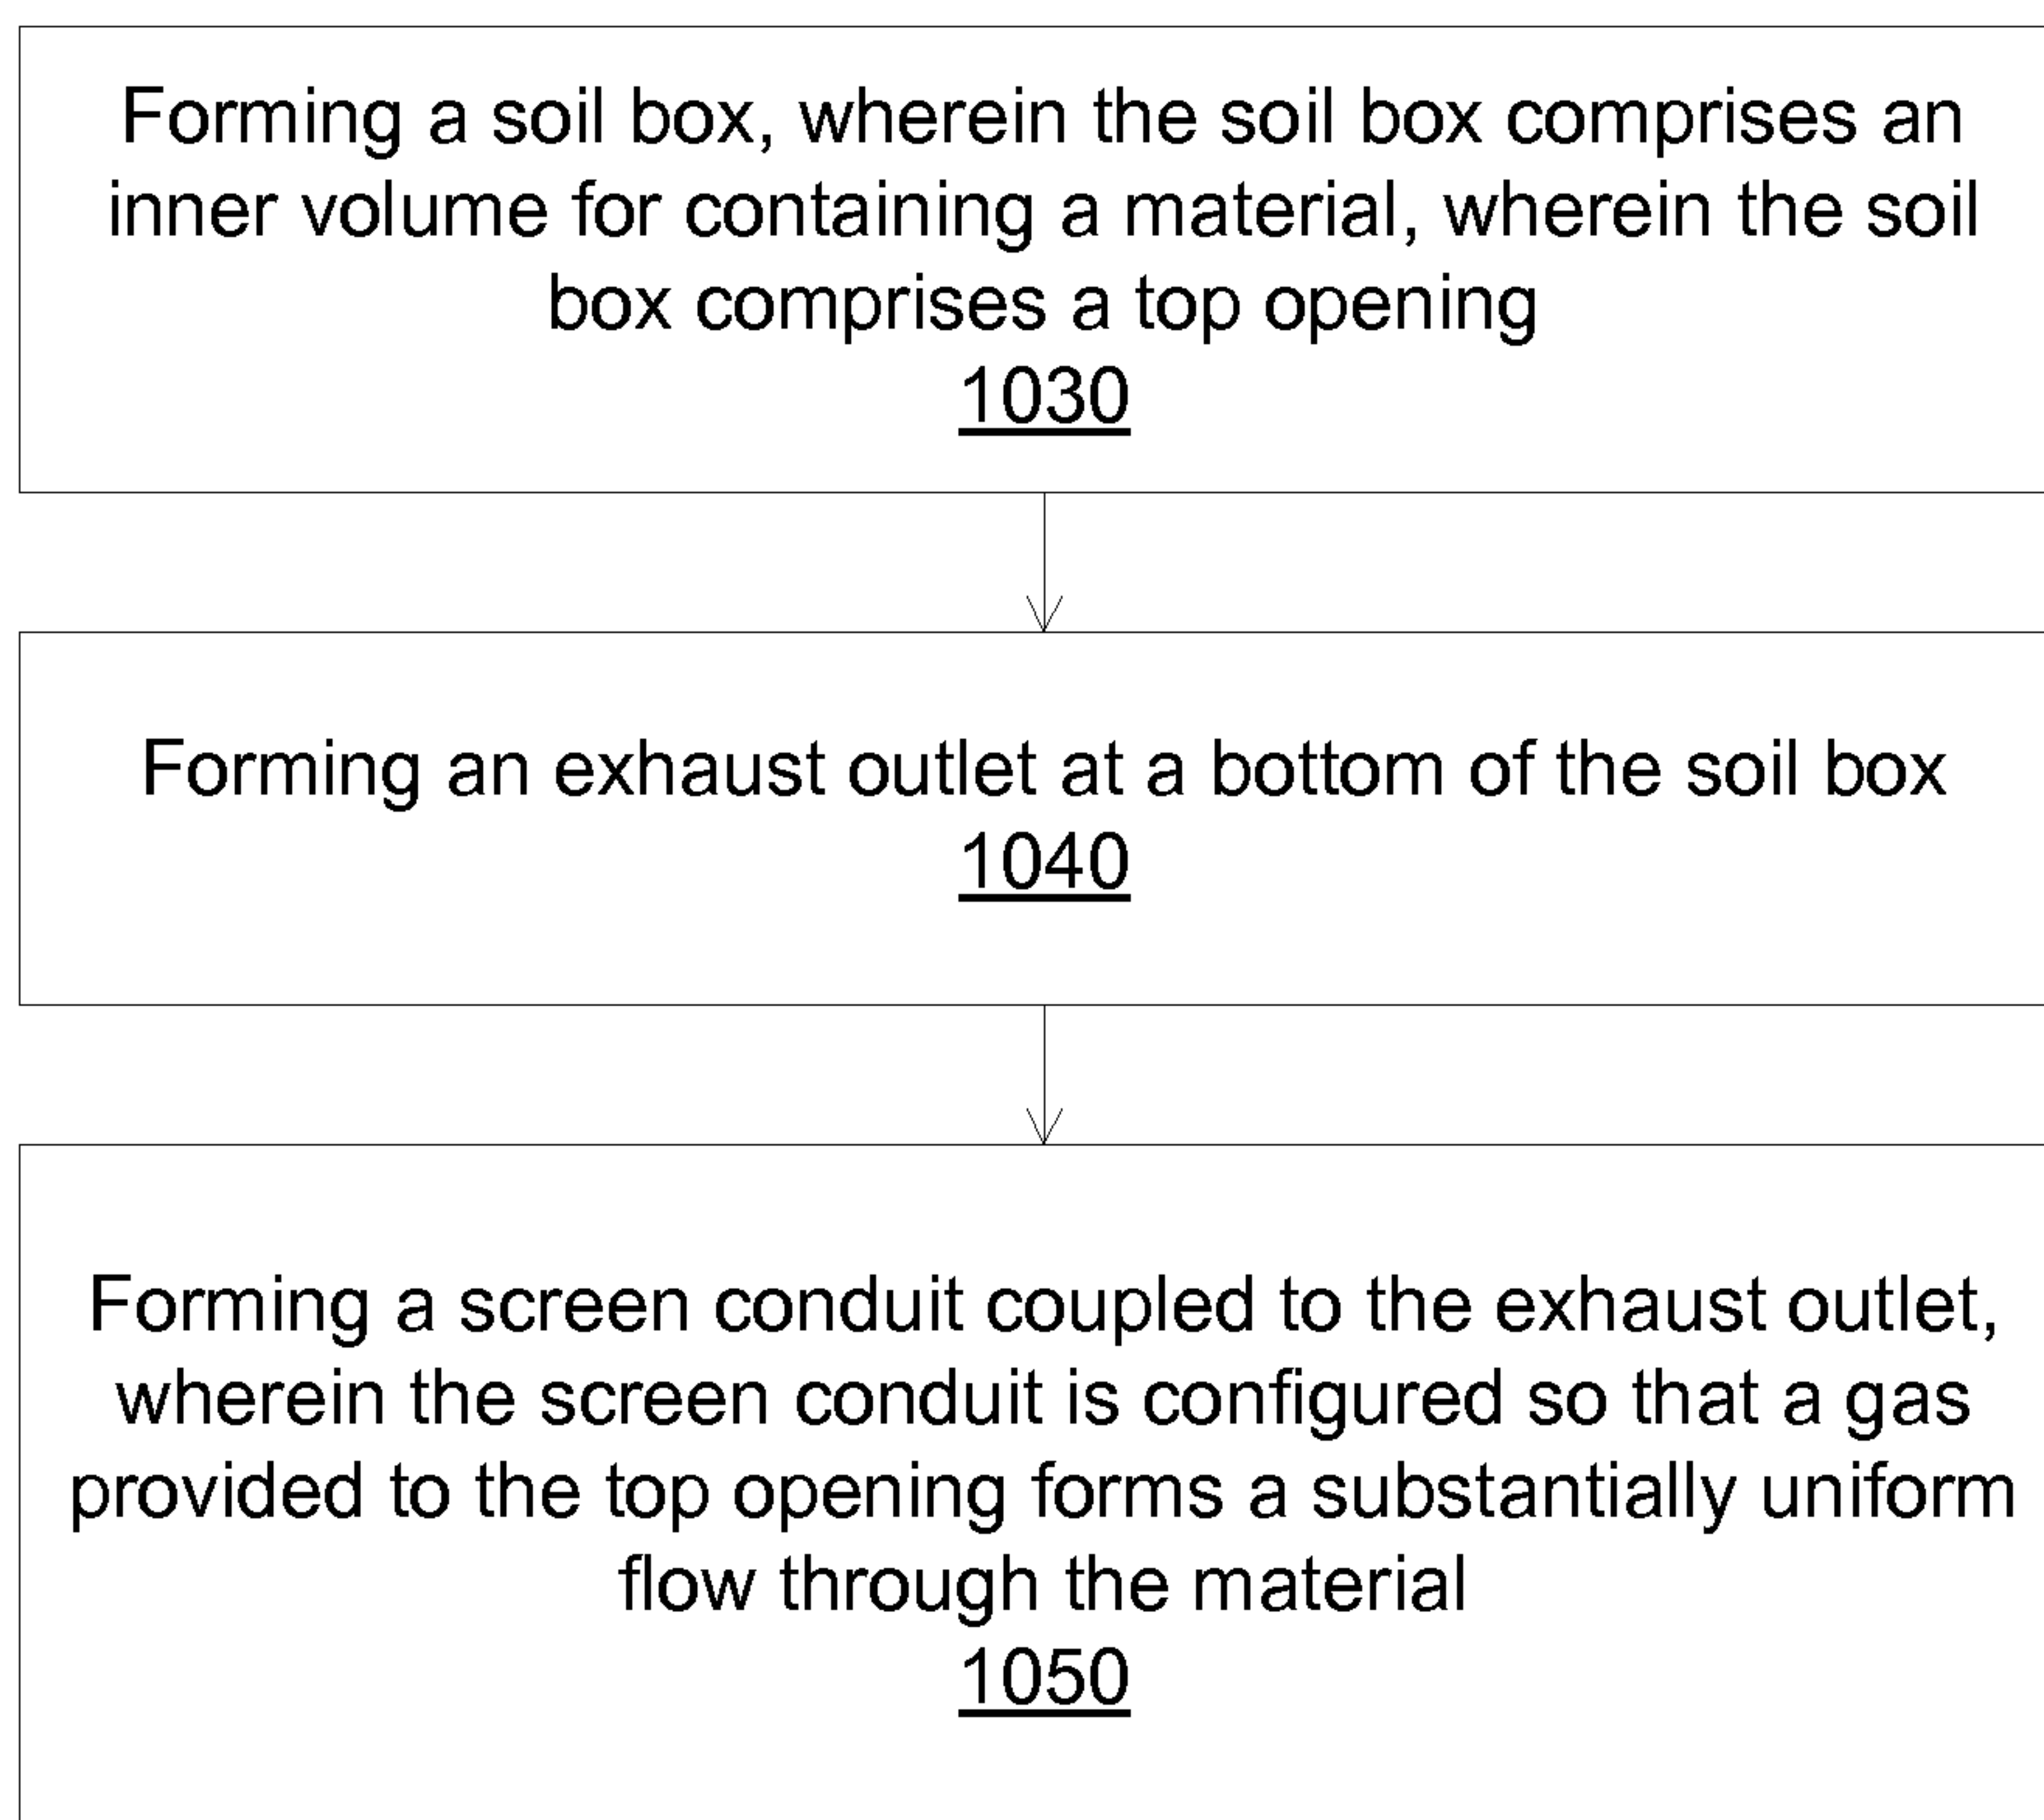 Forming a soil box, wherein the soil box comprises an
inner volume for containing a material, wherein the soil
box comprises a top opening
1030
Forming an exhaust outlet at a bottom of the soil box
1040
Forming a screen conduit coupled to the exhaust outlet,
wherein the screen conduit is configured so that a gas
provided to the top opening forms a substantially uniform
flow through the material
1050